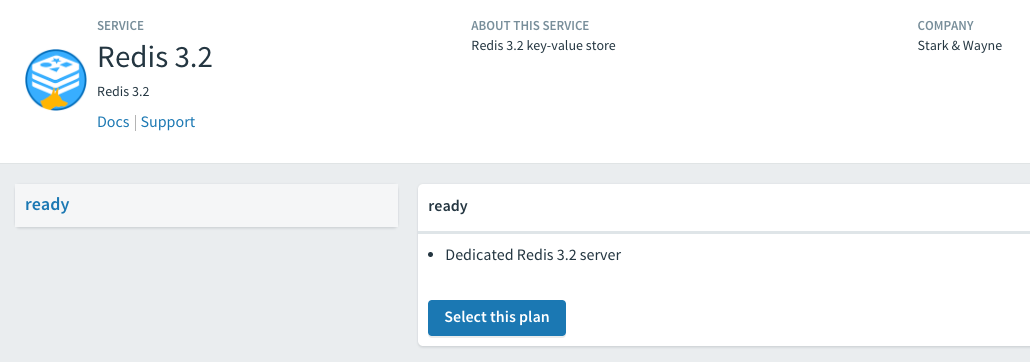 SERVICE
Redis 3.2
Redis 3.2
Docs | Support
ABOUT THIS SERVICE
Redis 3.2 key-value store
COMPANY
Stark & Wayne
ready
ready
• Dedicated Redis 3.2 server
Select this plan